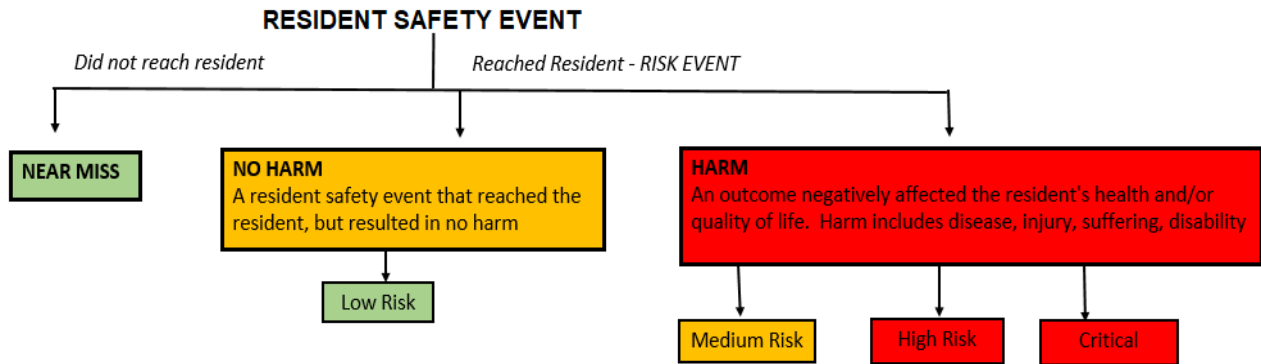 RESIDENT SAFETY EVENT
Did not reach resident
Reached Resident - RISK EVENT
NEAR MISS
NO HARM
A resident safety event that reached the
resident, but resulted in no harm
HARM
An outcome negatively affected the resident's health and/or
quality of life.  Harm includes disease, injury, suffering, disability
Low Risk
Medium Risk
High Risk
Critical